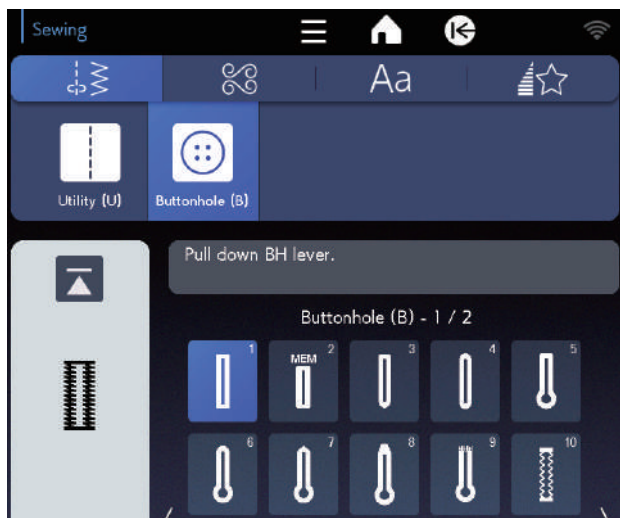 Sewing
Aa
Utility (U) Buttonhole (B)
Pull down BH lever.
Buttonhole (B) - 1 / 2
1 MEM 2 3 4 5
6 7 8 9 10